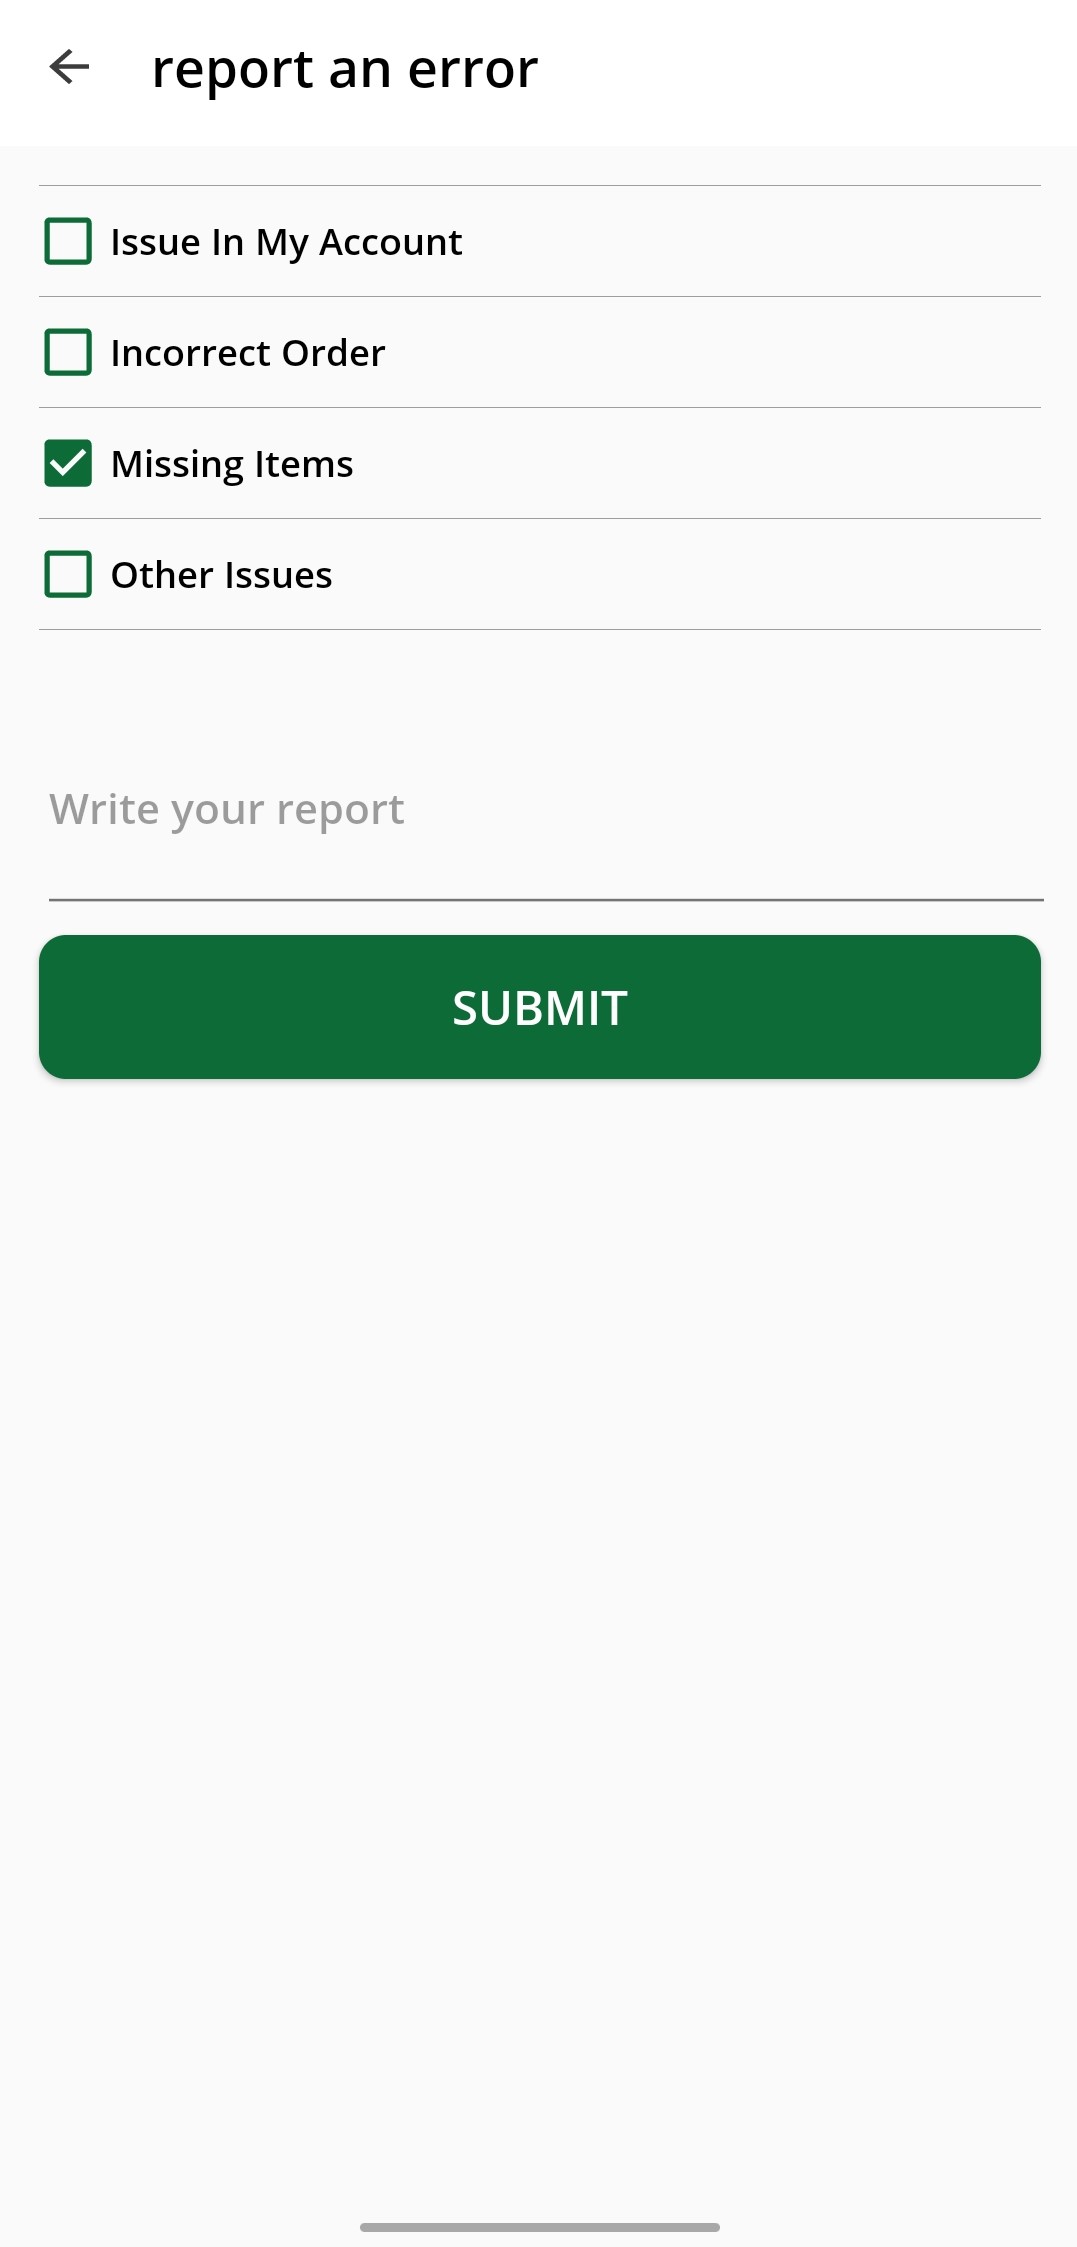 report an error
Issue In My Account
Incorrect Order
Missing Items
Other Issues
Write your report
SUBMIT